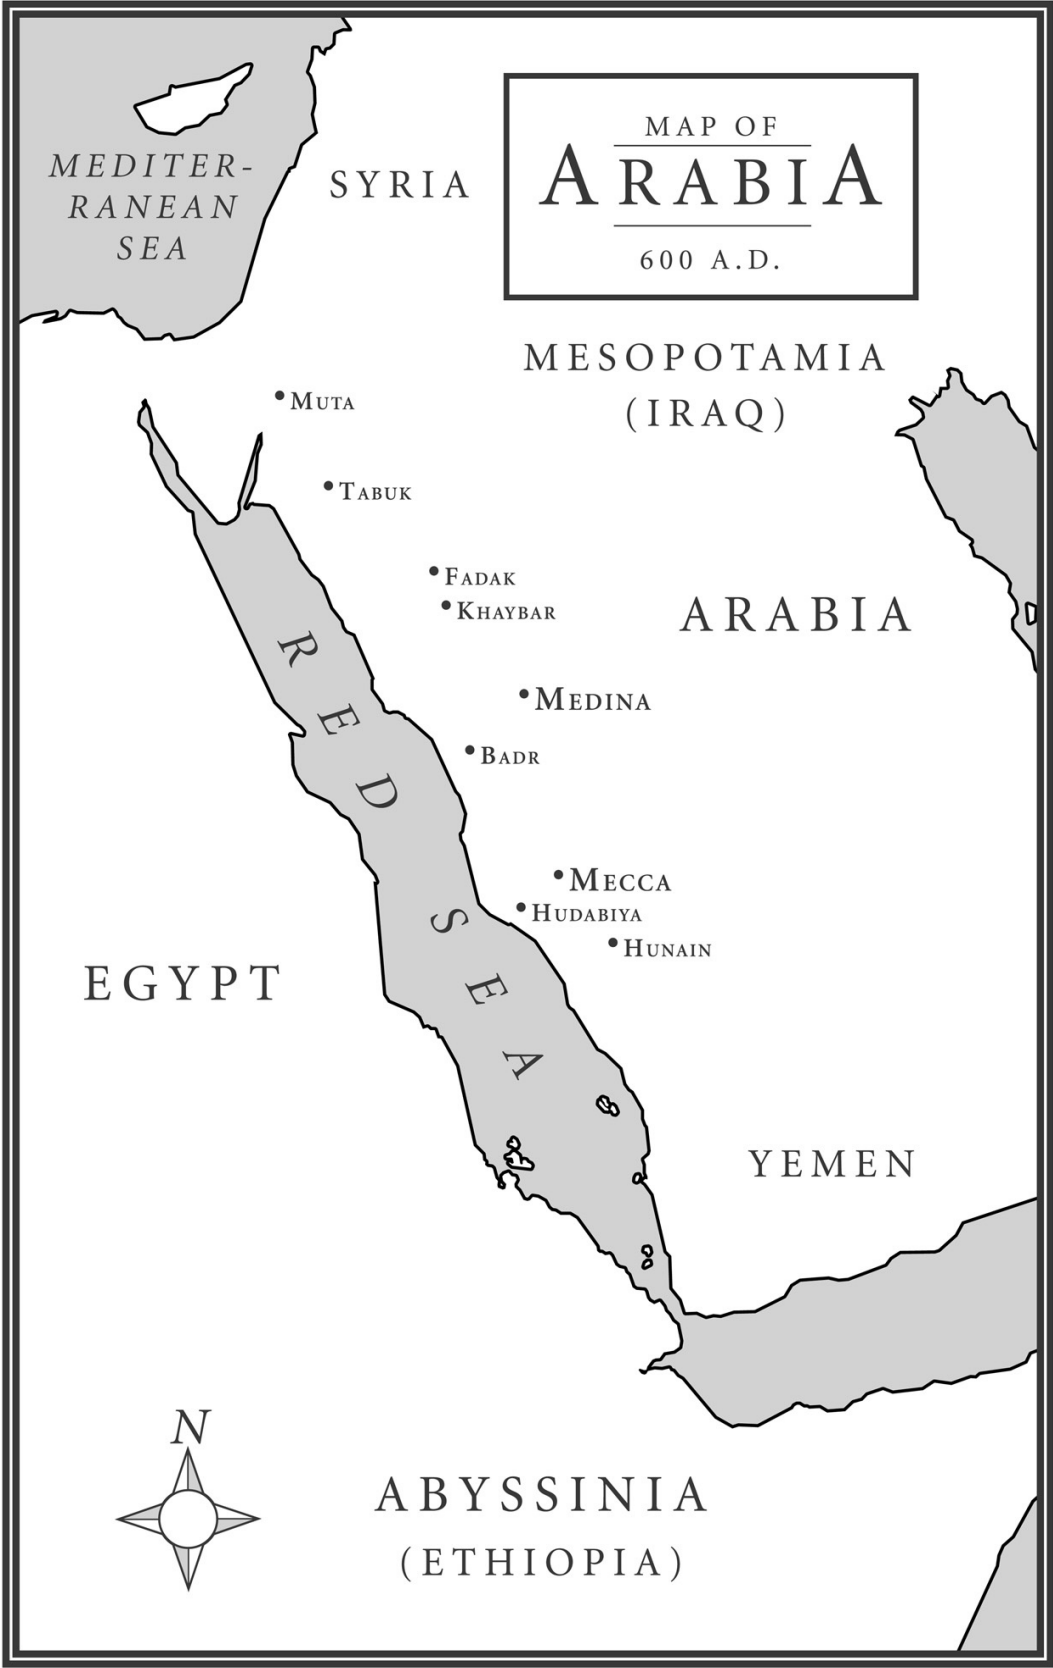 MAP OF
ARABIA
600 A.D.
MEDITER-
RANEAN
SEA
SYRIA
MESOPOTAMIA
(IRAQ)
MUTA
TABUK
FADAK
KHAYBAR
ARABIA
MEDINA
BADR
RED SEA
MECCA
HUDABIYA
HUNAIN
EGYPT
YEMEN
N
ABYSSINIA
(ETHIOPIA)